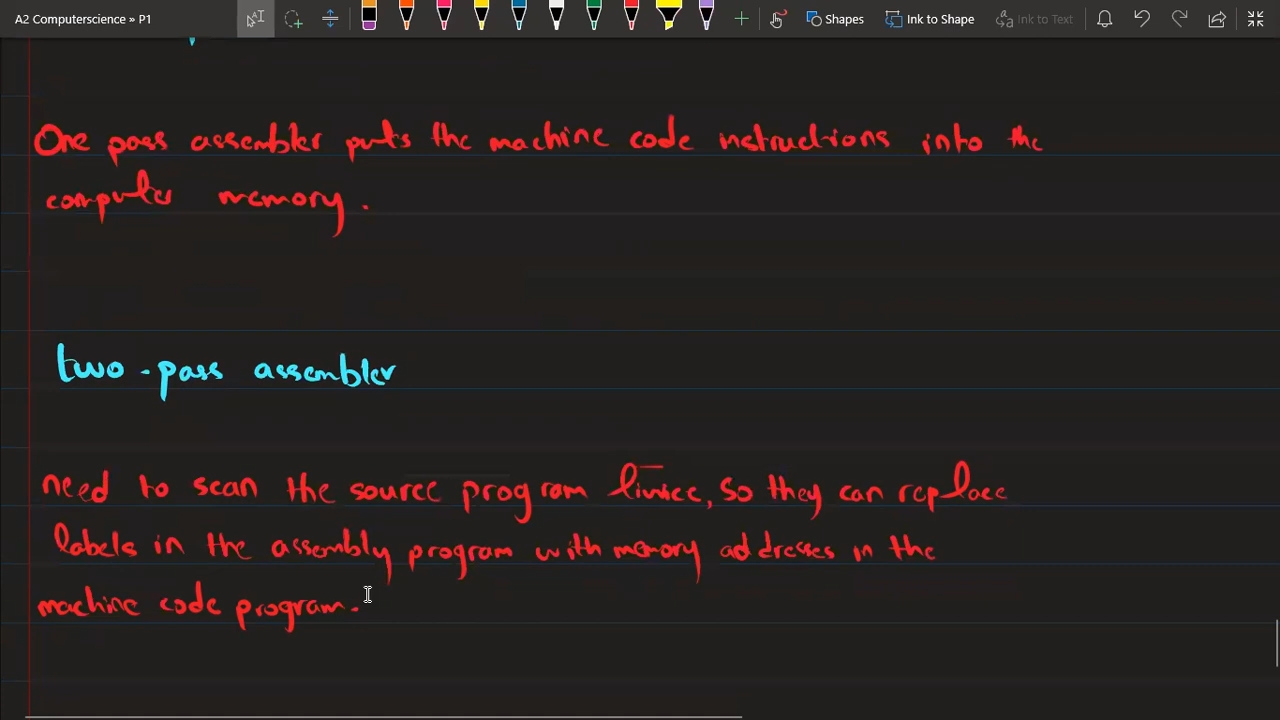 A2 Computerscience » P1
Shapes
Ink to Shape
Ink to Text
One pass assembler puts the machine code instructions into the
computer memory.
two-pass assembler
need to scan the source program twice, so they can replace
labels in the assembly program with memory addresses in the
machine code program.